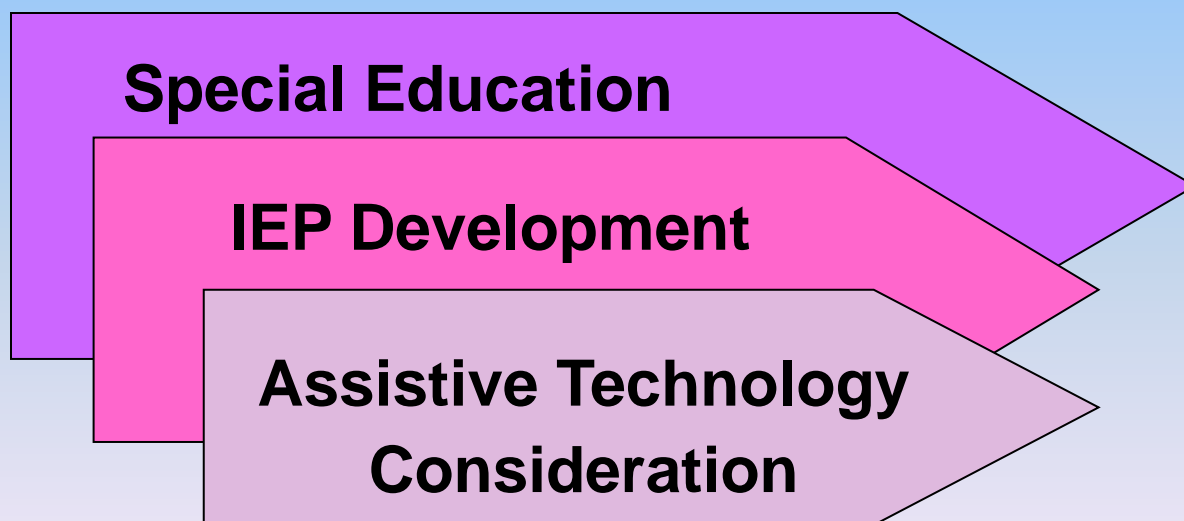 Special Education
IEP Development
Assistive Technology
Consideration